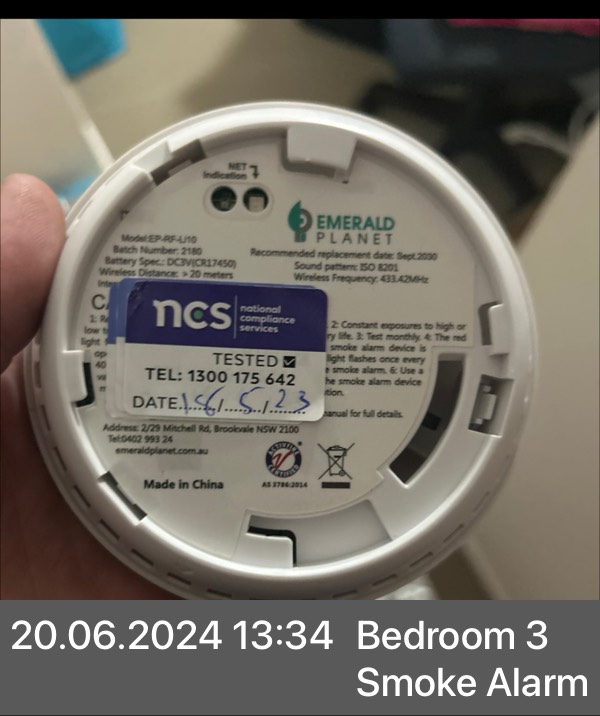 NET
Indication
EMERALD
PLANET
Model:EP-RF-Li10
Batch Number: 2180
Battery Spec.: DC3V(CR17450)
Wireless Distance: > 20 meters
Recommended replacement date: Sept.2030
Sound pattern: ISO 8201
Wireless Frequency: 433.42MHz
ncs national
compliance
services
TESTED
TEL: 1300 175 642
DATE 16/5/23
2: Constant exposures to high or
life. 3: Test monthly. 4: The red
smoke alarm device is
light flashes once every
smoke alarm. 6: Use a
smoke alarm device
manual for full details.
Address: 2/29 Mitchell Rd, Brookvale NSW 2100
Tel:0402 993 24
emeraldplanet.com.au
Made in China
AS 3786:2014
20.06.2024 13:34 Bedroom 3
Smoke Alarm